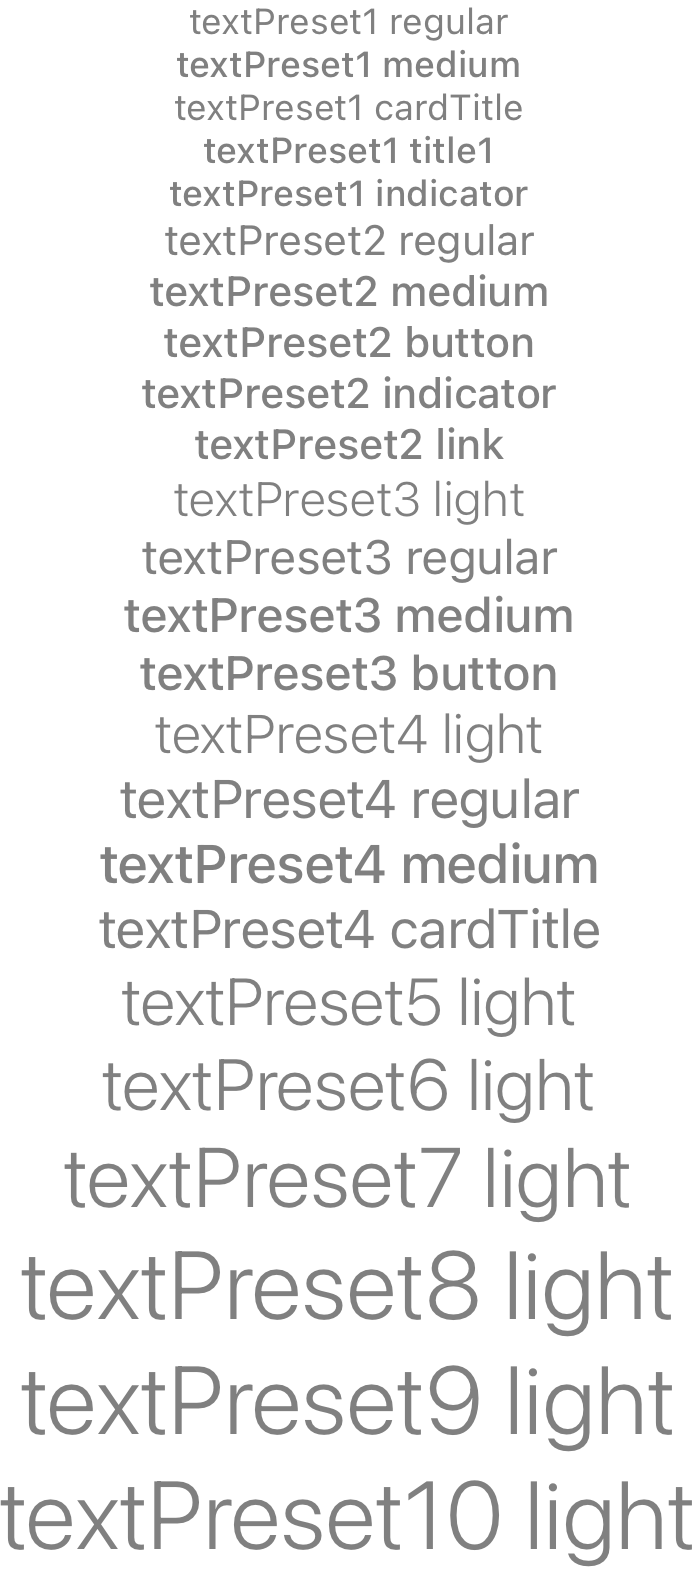 textPreset1 regular
textPreset1 medium
textPreset1 cardTitle
textPreset1 title1
textPreset1 indicator
textPreset2 regular
textPreset2 medium
textPreset2 button
textPreset2 indicator
textPreset2 link
textPreset3 light
textPreset3 regular
textPreset3 medium
textPreset3 button
textPreset4 light
textPreset4 regular
textPreset4 medium
textPreset4 cardTitle
textPreset5 light
textPreset6 light
textPreset7 light
textPreset8 light
textPreset9 light
textPreset10 light